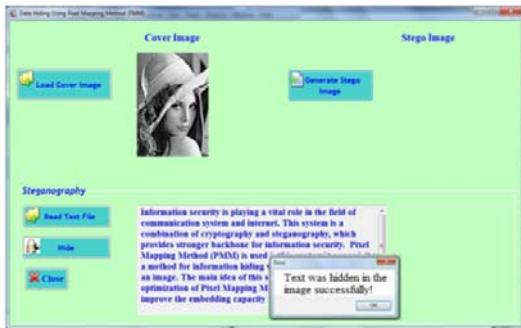 Data Hiding Using Pixel Mapping Method (PMM)
Cover Image
Stego Image
Load Cover Image
Generate Stego
Image
Steganography
Read Text File
Hide
Close
Information security is playing a vital role in the field of
communication system and internet. This system is a
combination of cryptography and steganography, which
provides stronger backbone for information security. Pixel
Mapping Method (PMM) is used
a method for information hiding
an image. The main idea of this
optimization of Pixel Mapping M
improve the embedding capacity
Text was hidden in the
image successfully!
OK